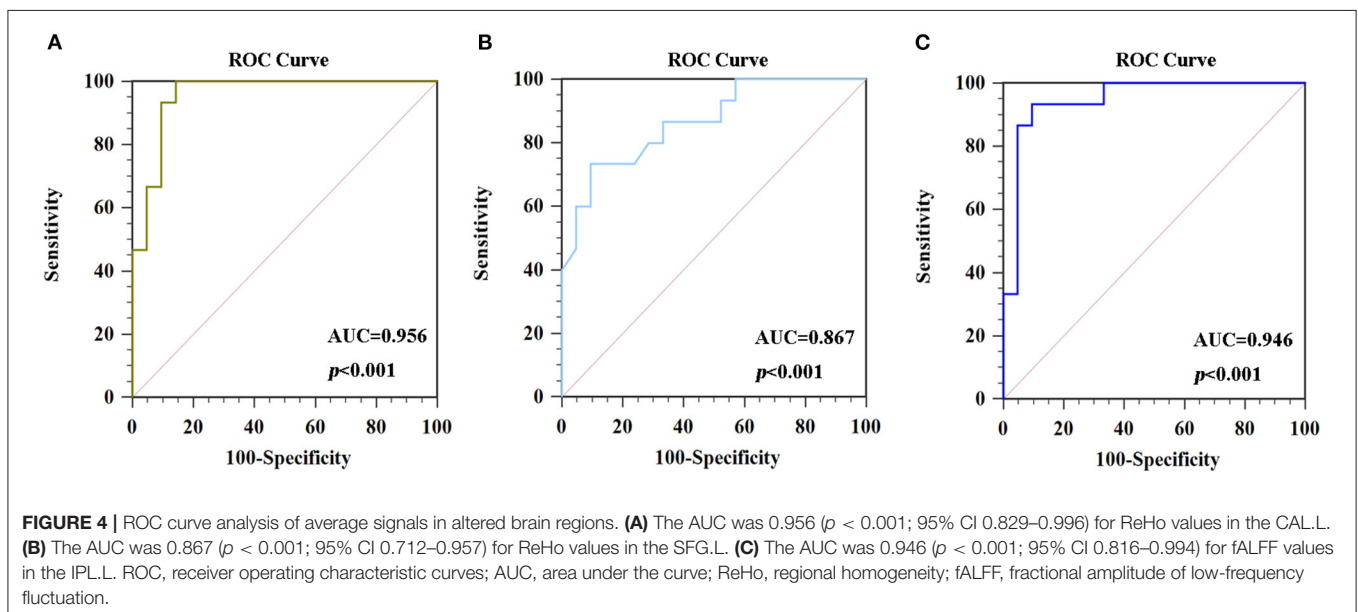 A
ROC Curve
100
80
60
40
20
0
0 20 40 60 80 100
Sensitivity
100-Specificity
AUC=0.956
p<0.001
B
ROC Curve
100
80
60
40
20
0
0 20 40 60 80 100
Sensitivity
100-Specificity
AUC=0.867
p<0.001
C
ROC Curve
100
80
60
40
20
0
0 20 40 60 80 100
Sensitivity
100-Specificity
AUC=0.946
p<0.001
FIGURE 4 | ROC curve analysis of average signals in altered brain regions. (A) The AUC was 0.956 (p < 0.001; 95% CI 0.829–0.996) for ReHo values in the CAL.L.
(B) The AUC was 0.867 (p < 0.001; 95% CI 0.712–0.957) for ReHo values in the SFG.L. (C) The AUC was 0.946 (p < 0.001; 95% CI 0.816–0.994) for fALFF values
in the IPL.L. ROC, receiver operating characteristic curves; AUC, area under the curve; ReHo, regional homogeneity; fALFF, fractional amplitude of low-frequency
fluctuation.